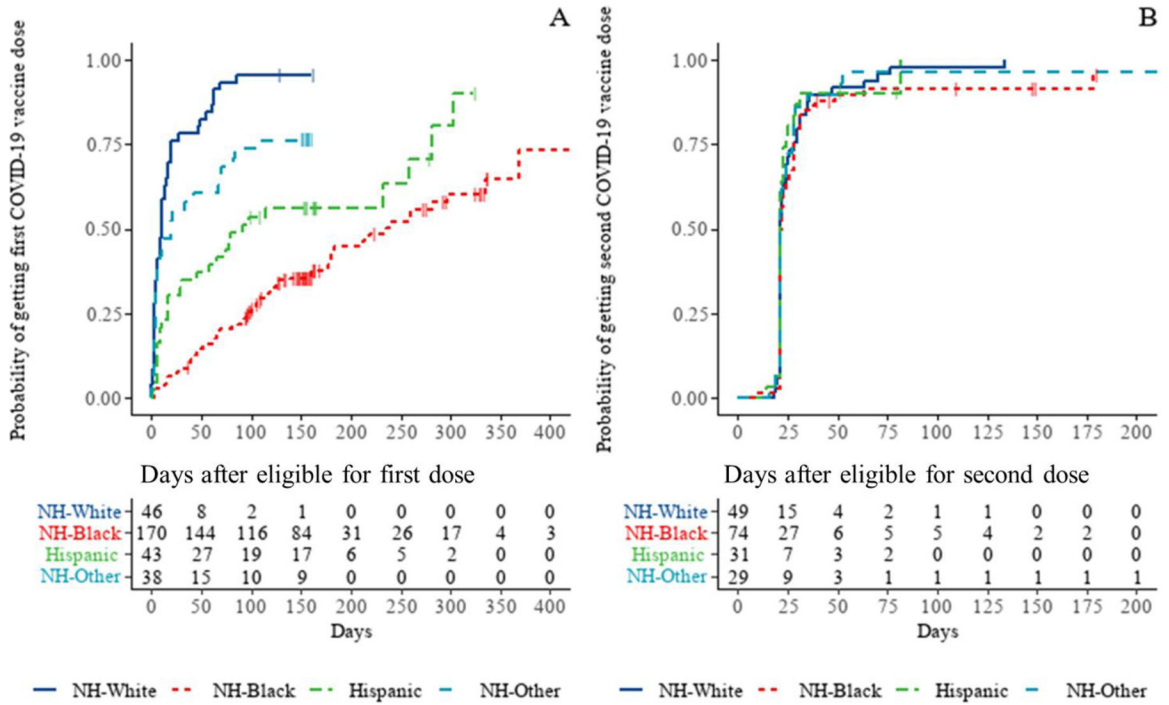 A
Probability of getting first COVID-19 vaccine dose
1.00
0.75
0.50
0.25
0.00
0 50 100 150 200 250 300 350 400
Days after eligible for first dose
NH-White 46 8 2 1 0 0 0 0 0
NH-Black 170 144 116 84 31 26 17 4 3
Hispanic 43 27 19 17 6 5 2 0 0
NH-Other 38 15 10 9 0 0 0 0 0
0 50 100 150 200 250 300 350 400
Days
NH-White NH-Black Hispanic NH-Other
B
Probability of getting second COVID-19 vaccine dose
1.00
0.75
0.50
0.25
0.00
0 25 50 75 100 125 150 175 200
Days after eligible for second dose
NH-White 49 15 4 2 1 1 0 0 0
NH-Black 74 27 6 5 5 4 2 2 0
Hispanic 31 7 3 2 0 0 0 0 0
NH-Other 29 9 3 1 1 1 1 1 1
0 25 50 75 100 125 150 175 200
Days
NH-White NH-Black Hispanic NH-Other